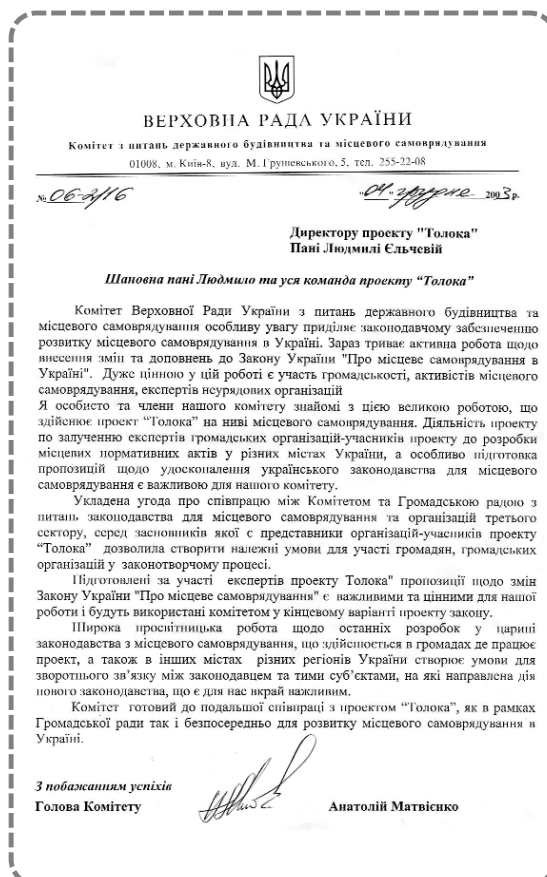 ВЕРХОВНА РАДА УКРАЇНИ
Комітет з питань державного будівництва та місцевого самоврядування
01008, м. Київ-8, вул. М. Грушевського, 5, тел. 255-22-08
№ 06-2/16 "04" грудня 2003 р.
Директору проекту "Толока"
Пані Людмилі Єльчевій
Шановна пані Людмило та уся команда проекту “Толока”
Комітет Верховної Ради України з питань державного будівництва та
місцевого самоврядування особливу увагу приділяє законодавчому забезпеченню
розвитку місцевого самоврядування в Україні. Зараз триває активна робота щодо
внесення змін та доповнень до Закону України "Про місцеве самоврядування в
Україні". Дуже цінною у цій роботі є участь громадськості, активістів місцевого
самоврядування, експертів неурядових організацій
Я особисто та члени нашого комітету знайомі з цією великою роботою, що
здійснює проект “Толока” на ниві місцевого самоврядування. Діяльність проекту
по залученню експертів громадських організацій-учасників проекту до розробки
місцевих нормативних актів у різних містах України, а особливо підготовка
пропозицій щодо удосконалення українського законодавства для місцевого
самоврядування є важливою для нашого комітету.
Укладена угода про співпрацю між Комітетом та Громадською радою з
питань законодавства для місцевого самоврядування та організацій третього
сектору, серед засновників якої є представники організацій-учасників проекту
“Толока” дозволила створити належні умови для участі громадян, громадських
організацій у законотворчому процесі.
Підготовлені за участі експертів проекту Толока" пропозиції щодо змін
Закону України "Про місцеве самоврядування" є важливими та цінними для нашої
роботи і будуть використані комітетом у кінцевому варіанті проекту закону.
Широка просвітницька робота щодо останніх розробок у царині
законодавства з місцевого самоврядування, що здійснюється в громадах де працює
проект, а також в інших містах різних регіонів України створює умови для
зворотнього зв’язку між законодавцем та тими суб’єктами, на які направлена дія
нового законодавства, що є для нас вкрай важливим.
Комітет готовий до подальшої співпраці з проектом “Толока”, як в рамках
Громадської ради так і безпосередньо для розвитку місцевого самоврядування в
Україні.
З побажанням успіхів
Голова Комітету Анатолій Матвієнко